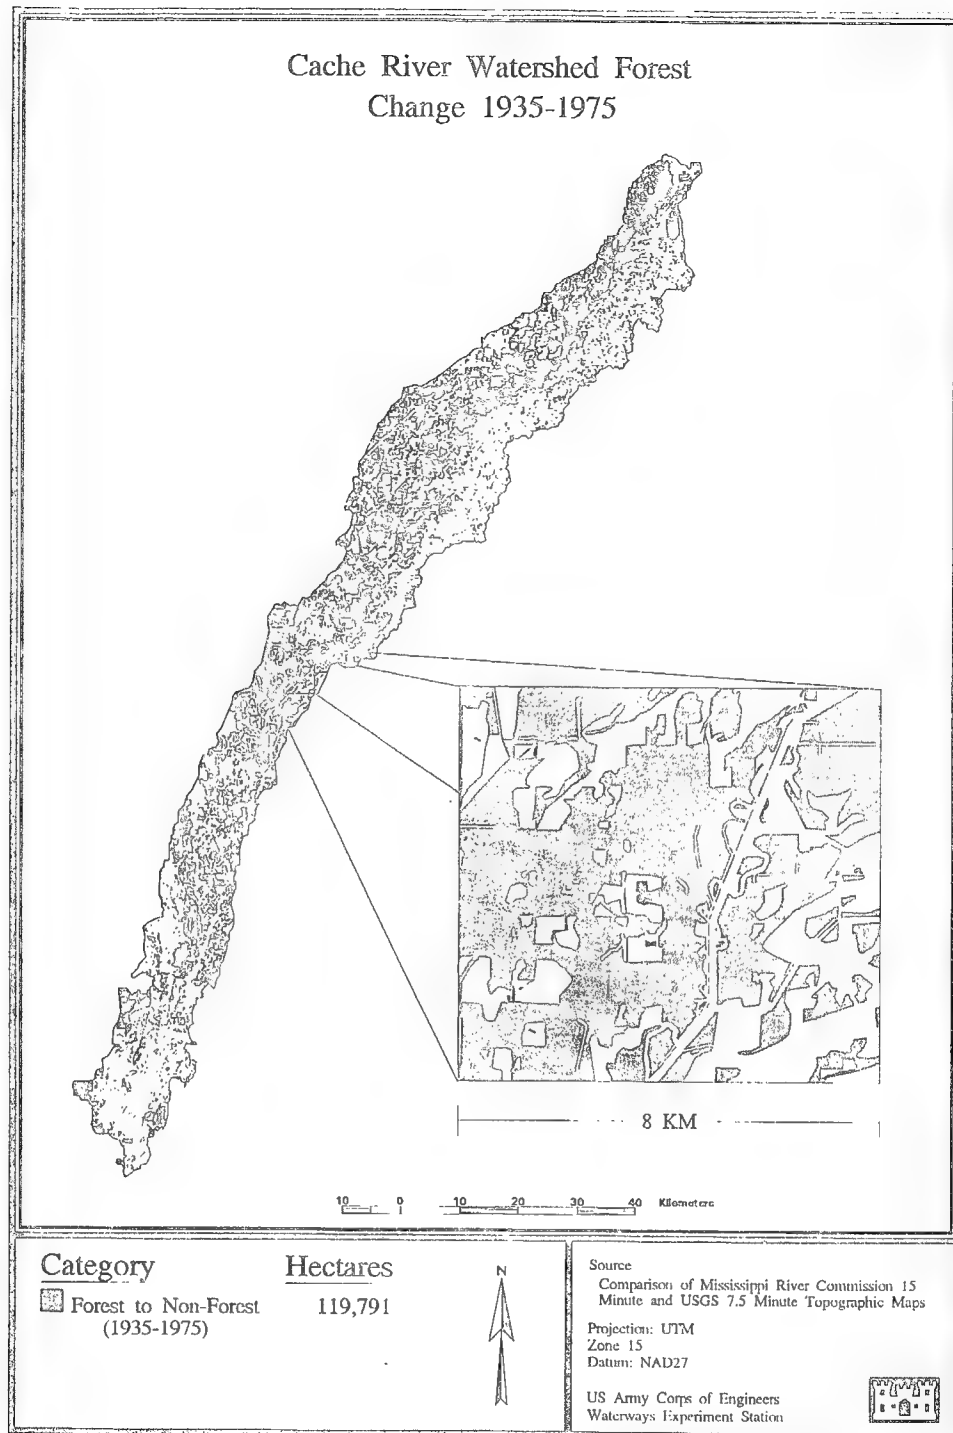 Cache River Watershed Forest
Change 1935-1975
8 KM
10 0 10 20 30 40 Kilometers
Category Hectares
Forest to Non-Forest 119,791
(1935-1975)
N
Source
Comparison of Mississippi River Commission 15
Minute and USGS 7.5 Minute Topographic Maps
Projection: UTM
Zone 15
Datum: NAD27
US Army Corps of Engineers
Waterways Experiment Station